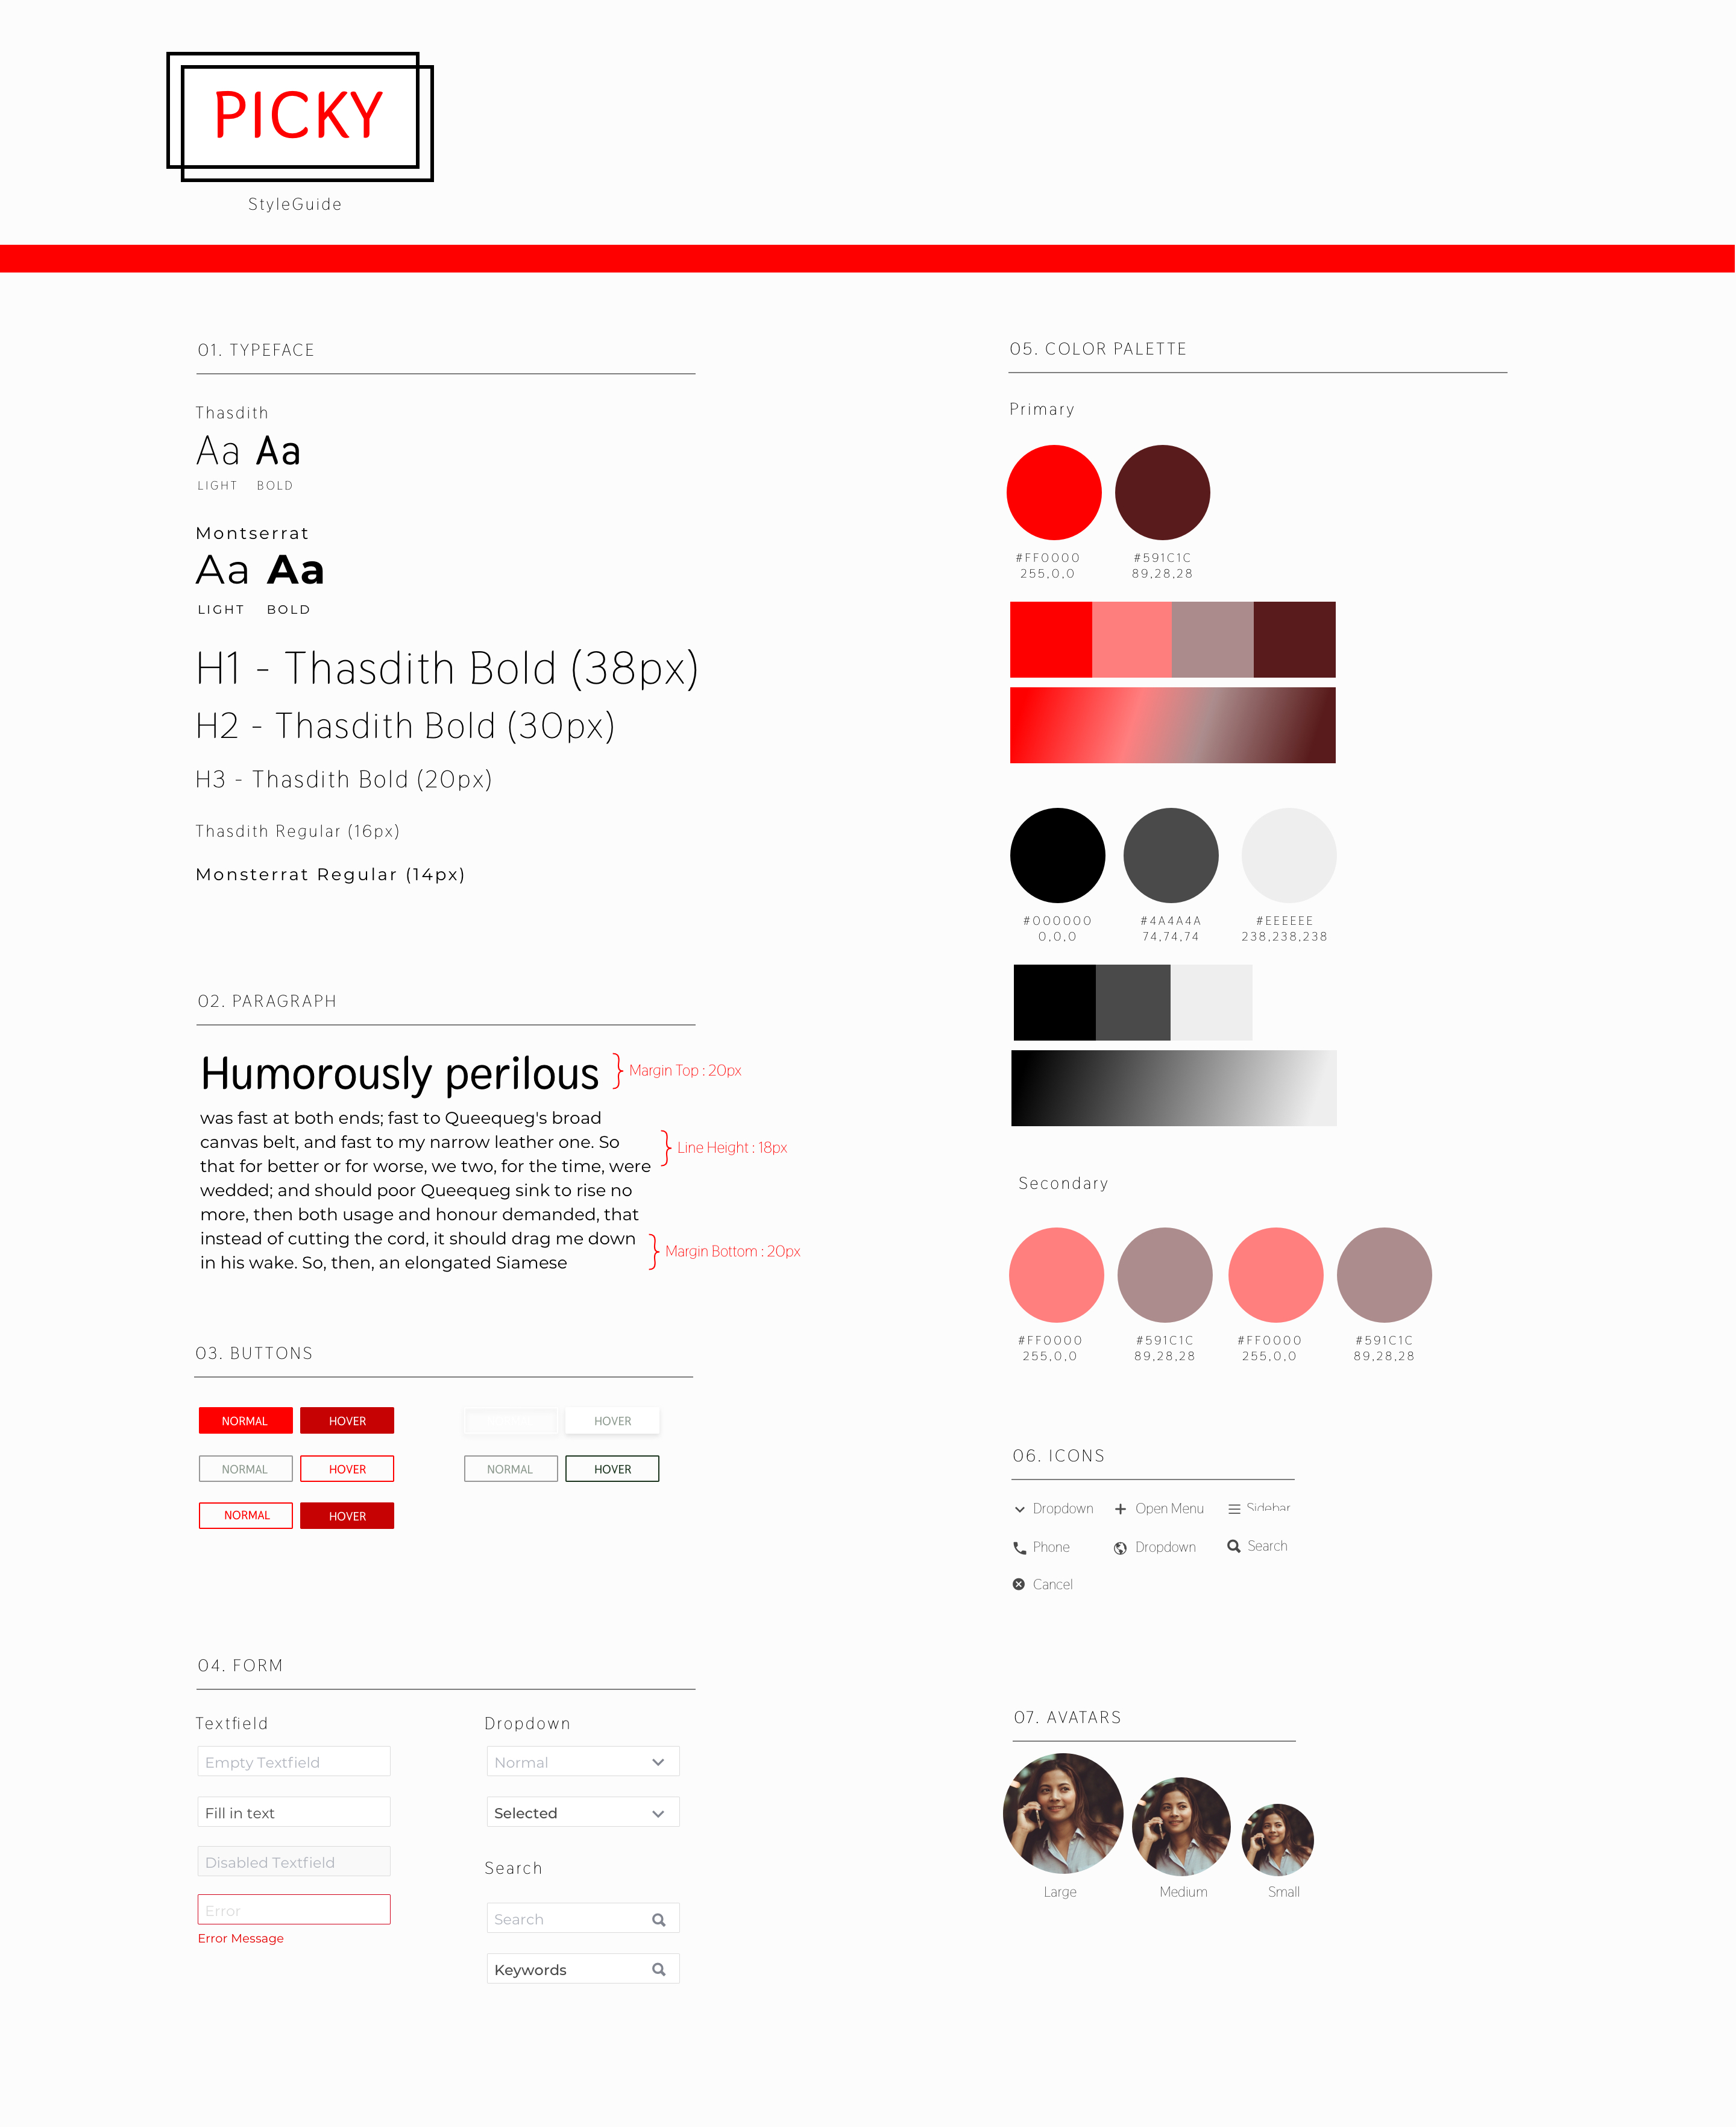 PICKY
StyleGuide
01. TYPEFACE
Thasdith
Aa Aa
LIGHT BOLD
Montserrat
Aa Aa
LIGHT BOLD
H1 - Thasdith Bold (38px)
H2 - Thasdith Bold (30px)
H3 - Thasdith Bold (20px)
Thasdith Regular (16px)
Monsterrat Regular (14px)
02. PARAGRAPH
Humorously perilous
Margin Top : 20px
was fast at both ends; fast to Queequeg's broad
canvas belt, and fast to my narrow leather one. So
that for better or for worse, we two, for the time, were
wedded; and should poor Queequeg sink to rise no
more, then both usage and honour demanded, that
instead of cutting the cord, it should drag me down
in his wake. So, then, an elongated Siamese
Line Height : 18px
Margin Bottom : 20px
03. BUTTONS
NORMAL HOVER
HOVER
NORMAL HOVER
NORMAL HOVER
NORMAL HOVER
04. FORM
Textfield
Empty Textfield
Fill in text
Disabled Textfield
Error
Error Message
Dropdown
Normal
Selected
Search
Search
Keywords
05. COLOR PALETTE
Primary
#FF0000 #591C1C
255,0,0 89,28,28
#000000 #4A4A4A #EEEEEE
0,0,0 74,74,74 238,238,238
Secondary
#FF0000 #591C1C #FF0000 #591C1C
255,0,0 89,28,28 255,0,0 89,28,28
06. ICONS
Dropdown Open Menu Sidebar
Phone Dropdown Search
Cancel
07. AVATARS
Large Medium Small